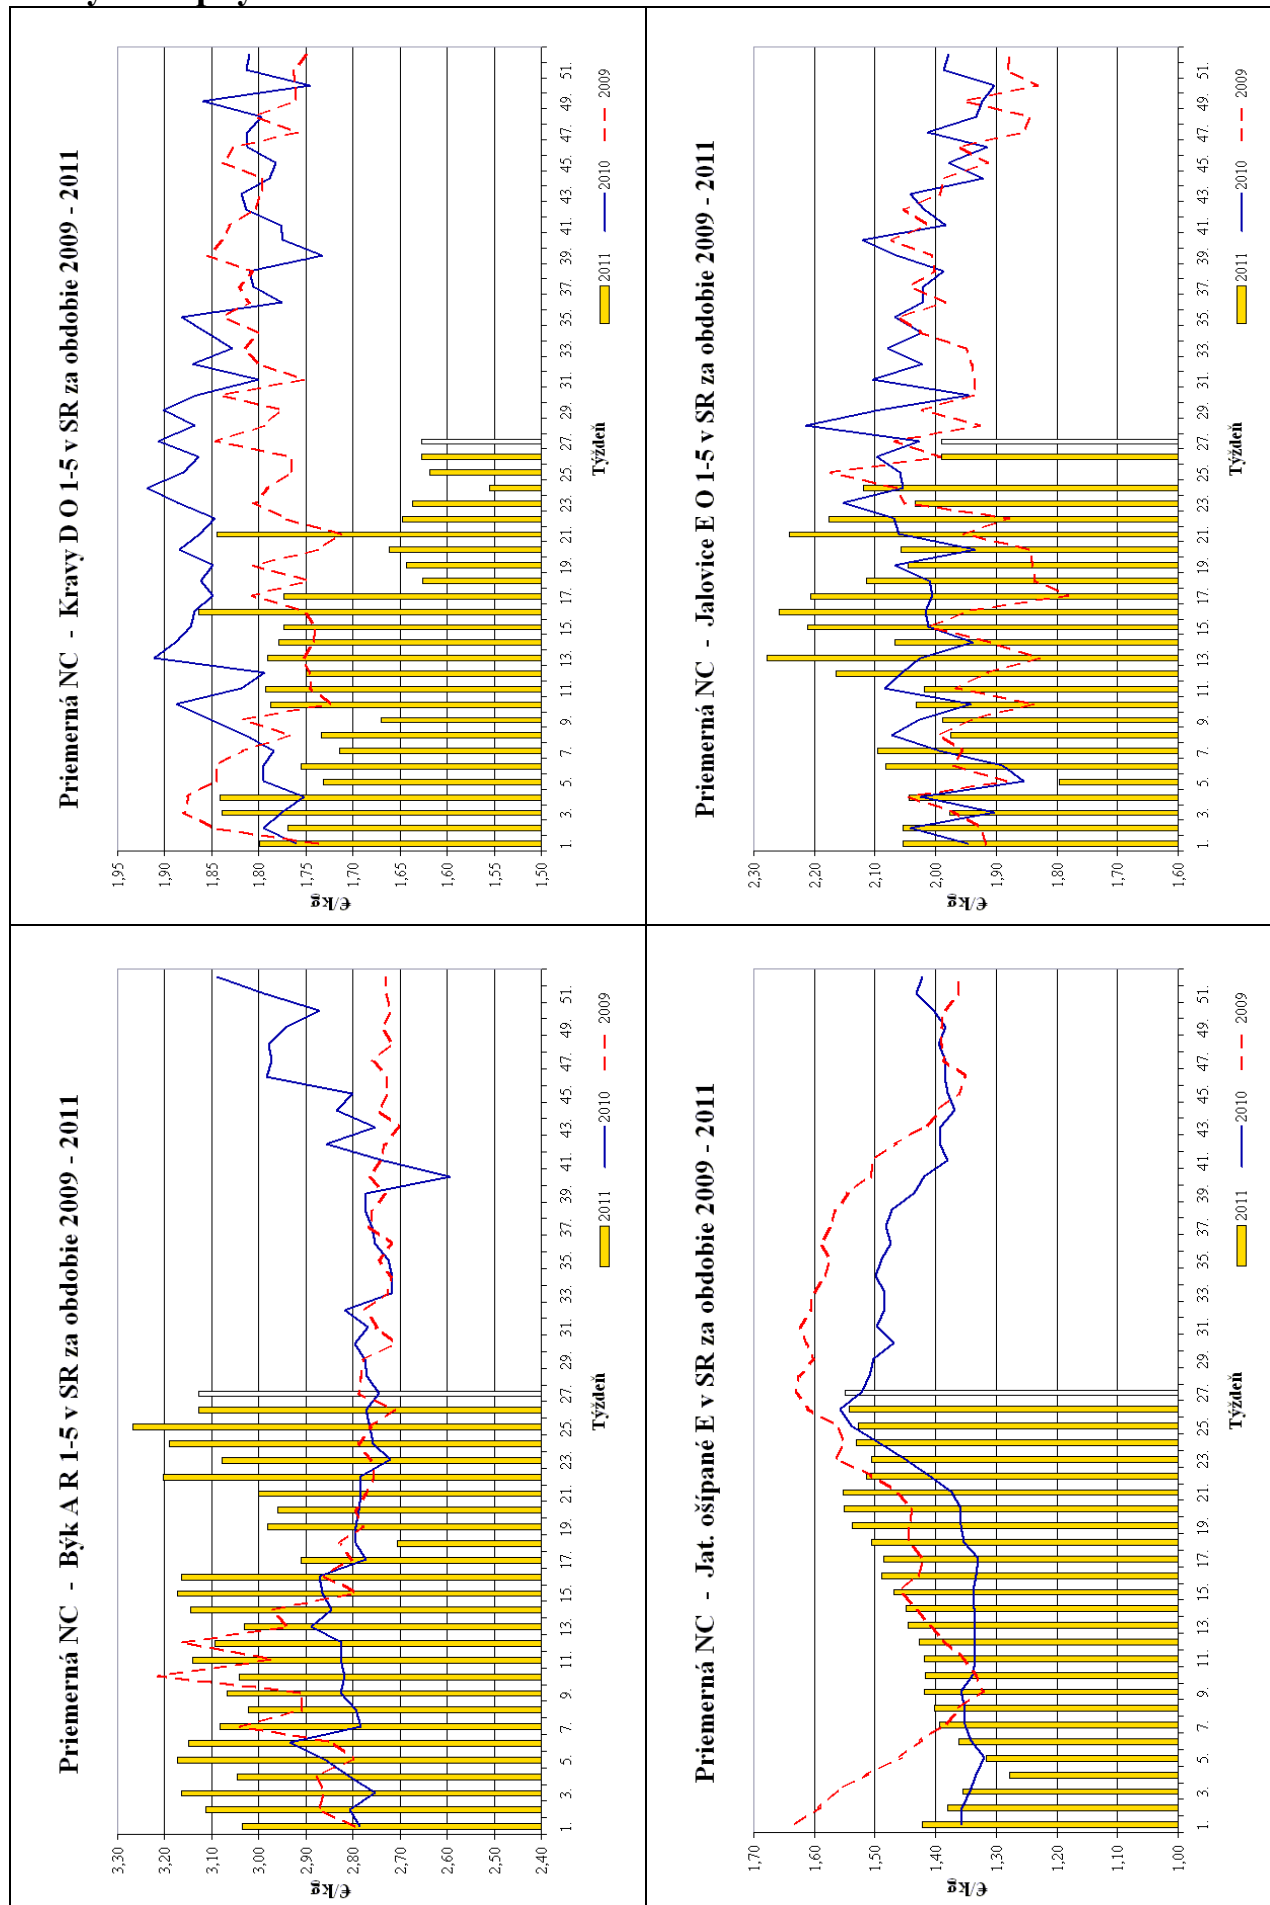 Priemerná NC - Býk A R 1-5 v SR za obdobie 2009 - 2011
€/kg
3,30
3,20
3,10
3,00
2,90
2,80
2,70
2,60
2,50
2,40
1. 3. 5. 7. 9. 11. 13. 15. 17. 19. 21. 23. 25. 27. 29. 31. 33. 35. 37. 39. 41. 43. 45. 47. 49. 51.
Týždeň
2011 2010 2009
Priemerná NC - Kravy D O 1-5 v SR za obdobie 2009 - 2011
€/kg
1,95
1,90
1,85
1,80
1,75
1,70
1,65
1,60
1,55
1,50
1. 3. 5. 7. 9. 11. 13. 15. 17. 19. 21. 23. 25. 27. 29. 31. 33. 35. 37. 39. 41. 43. 45. 47. 49. 51.
Týždeň
2011 2010 2009
Priemerná NC - Jat. ošípané E v SR za obdobie 2009 - 2011
€/kg
1,70
1,60
1,50
1,40
1,30
1,20
1,10
1,00
1. 3. 5. 7. 9. 11. 13. 15. 17. 19. 21. 23. 25. 27. 29. 31. 33. 35. 37. 39. 41. 43. 45. 47. 49. 51.
Týždeň
2011 2010 2009
Priemerná NC - Jalovice E O 1-5 v SR za obdobie 2009 - 2011
€/kg
2,30
2,20
2,10
2,00
1,90
1,80
1,70
1,60
1. 3. 5. 7. 9. 11. 13. 15. 17. 19. 21. 23. 25. 27. 29. 31. 33. 35. 37. 39. 41. 43. 45. 47. 49. 51.
Týždeň
2011 2010 2009